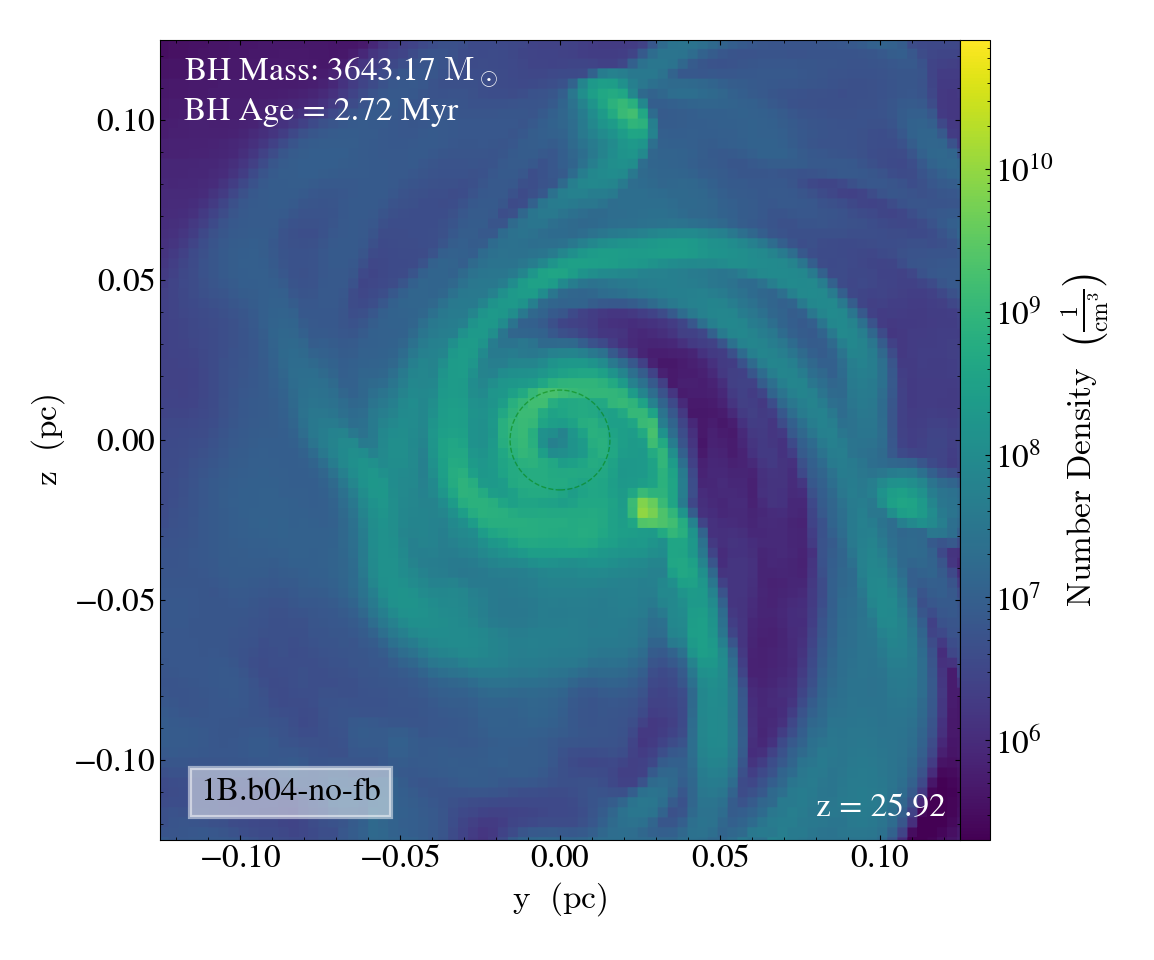 BH Mass: 3643.17 M⊙
BH Age = 2.72 Myr
1B.b04-no-fb
z = 25.92
0.10
0.05
0.00
−0.05
−0.10
z (pc)
−0.10
−0.05
0.00
0.05
0.10
y (pc)
10¹⁰
10⁹
10⁸
10⁷
10⁶
Number Density (1/cm³)